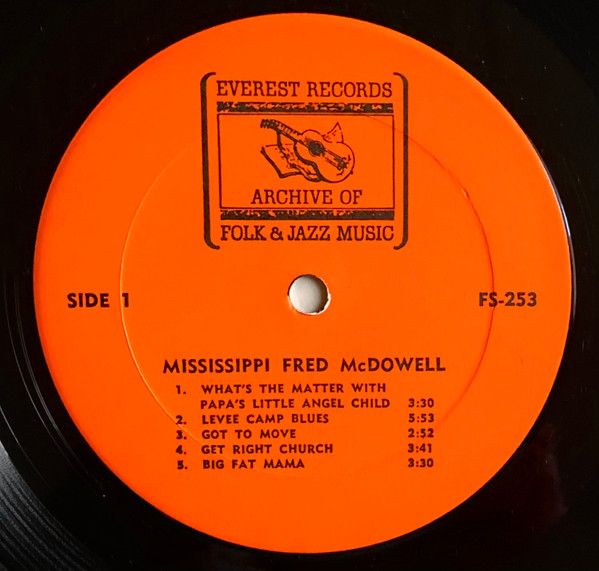 EVEREST RECORDS
ARCHIVE OF
FOLK & JAZZ MUSIC
SIDE 1
FS-253
MISSISSIPPI FRED McDOWELL
1. WHAT'S THE MATTER WITH
PAPA'S LITTLE ANGEL CHILD 3:30
2. LEVEE CAMP BLUES 5:53
3. GOT TO MOVE 2:52
4. GET RIGHT CHURCH 3:41
5. BIG FAT MAMA 3:30